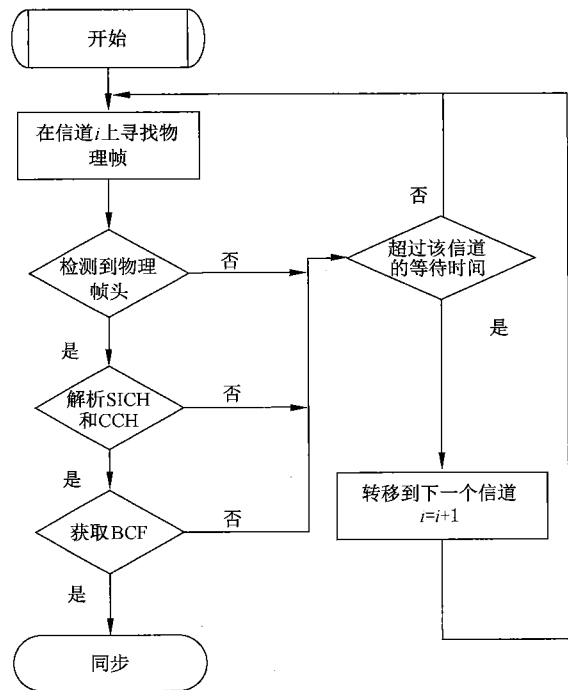 开始
在信道i上寻找物
理帧
检测到物理
帧头
否
是
解析SICH
和CCH
否
是
获取BCF
否
是
同步
否
超过该信道
的等待时间
是
转移到下一个信道
i=i+1